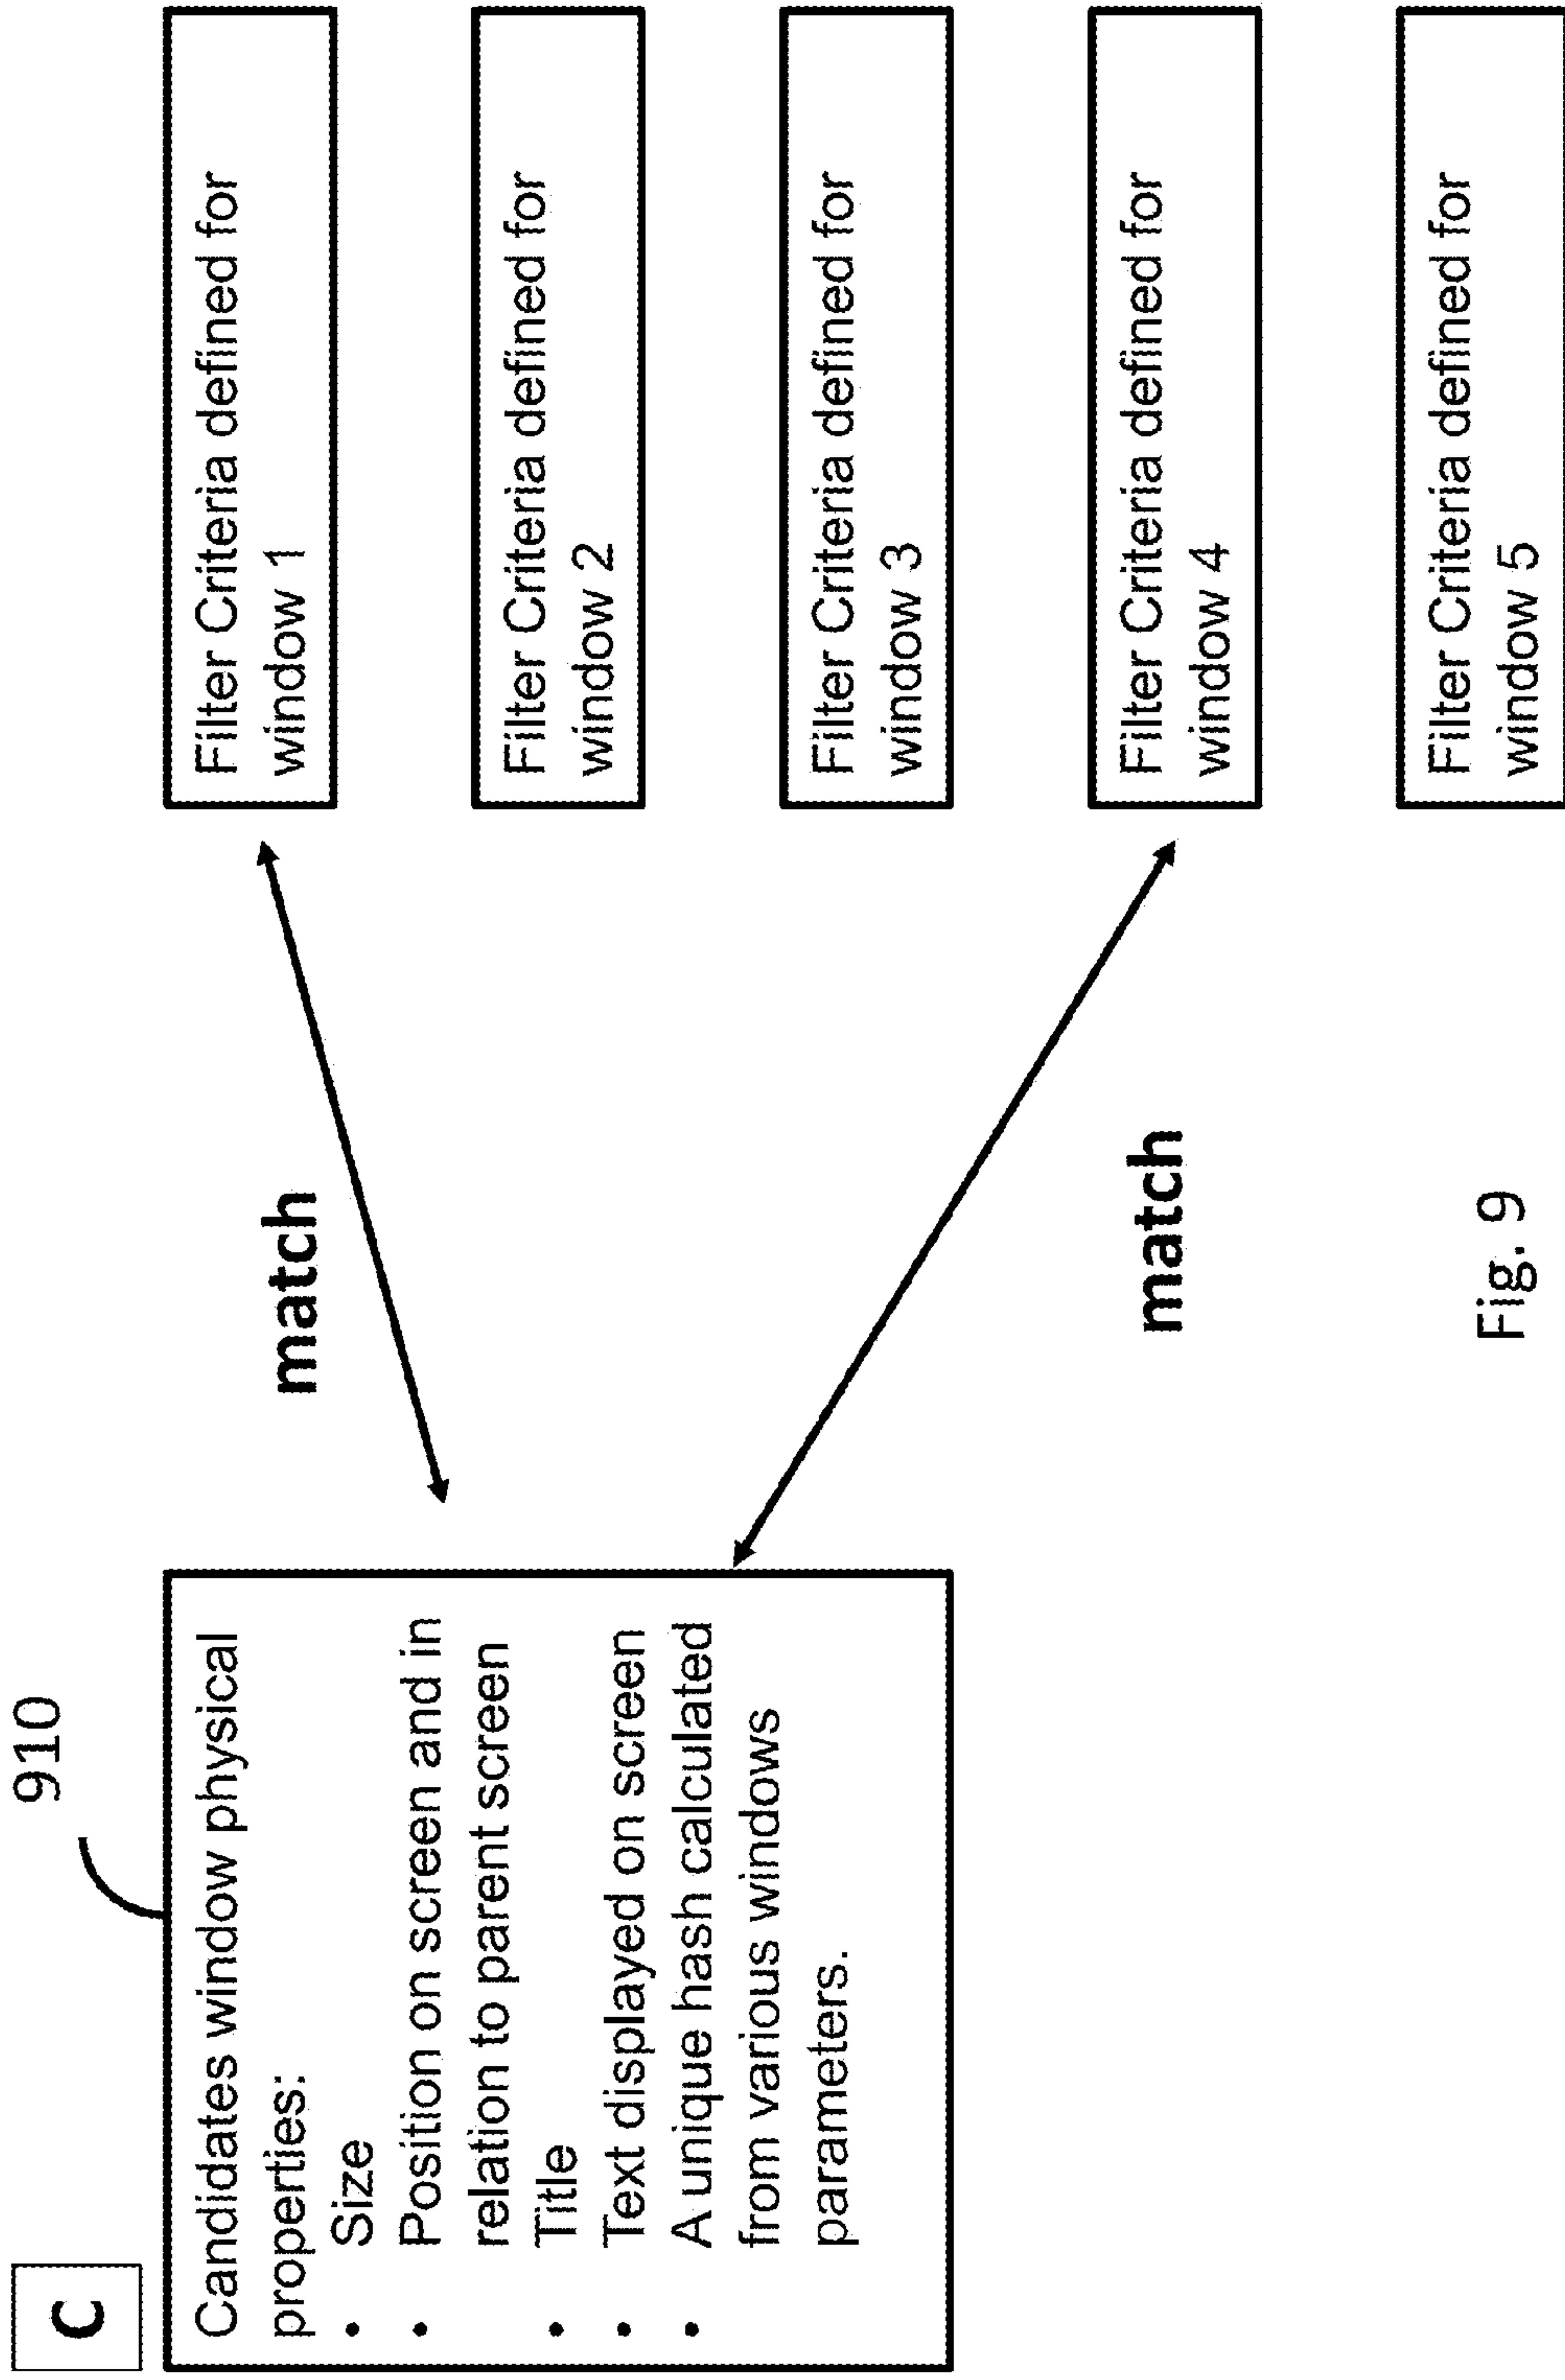 C
910
Candidates window physical
properties:
• Size
• Position on screen and in
relation to parent screen
• Title
• Text displayed on screen
• A unique hash calculated
from various windows
parameters.
match
match
Filter Criteria defined for
window 1
Filter Criteria defined for
window 2
Filter Criteria defined for
window 3
Filter Criteria defined for
window 4
Filter Criteria defined for
window 5
Fig. 9